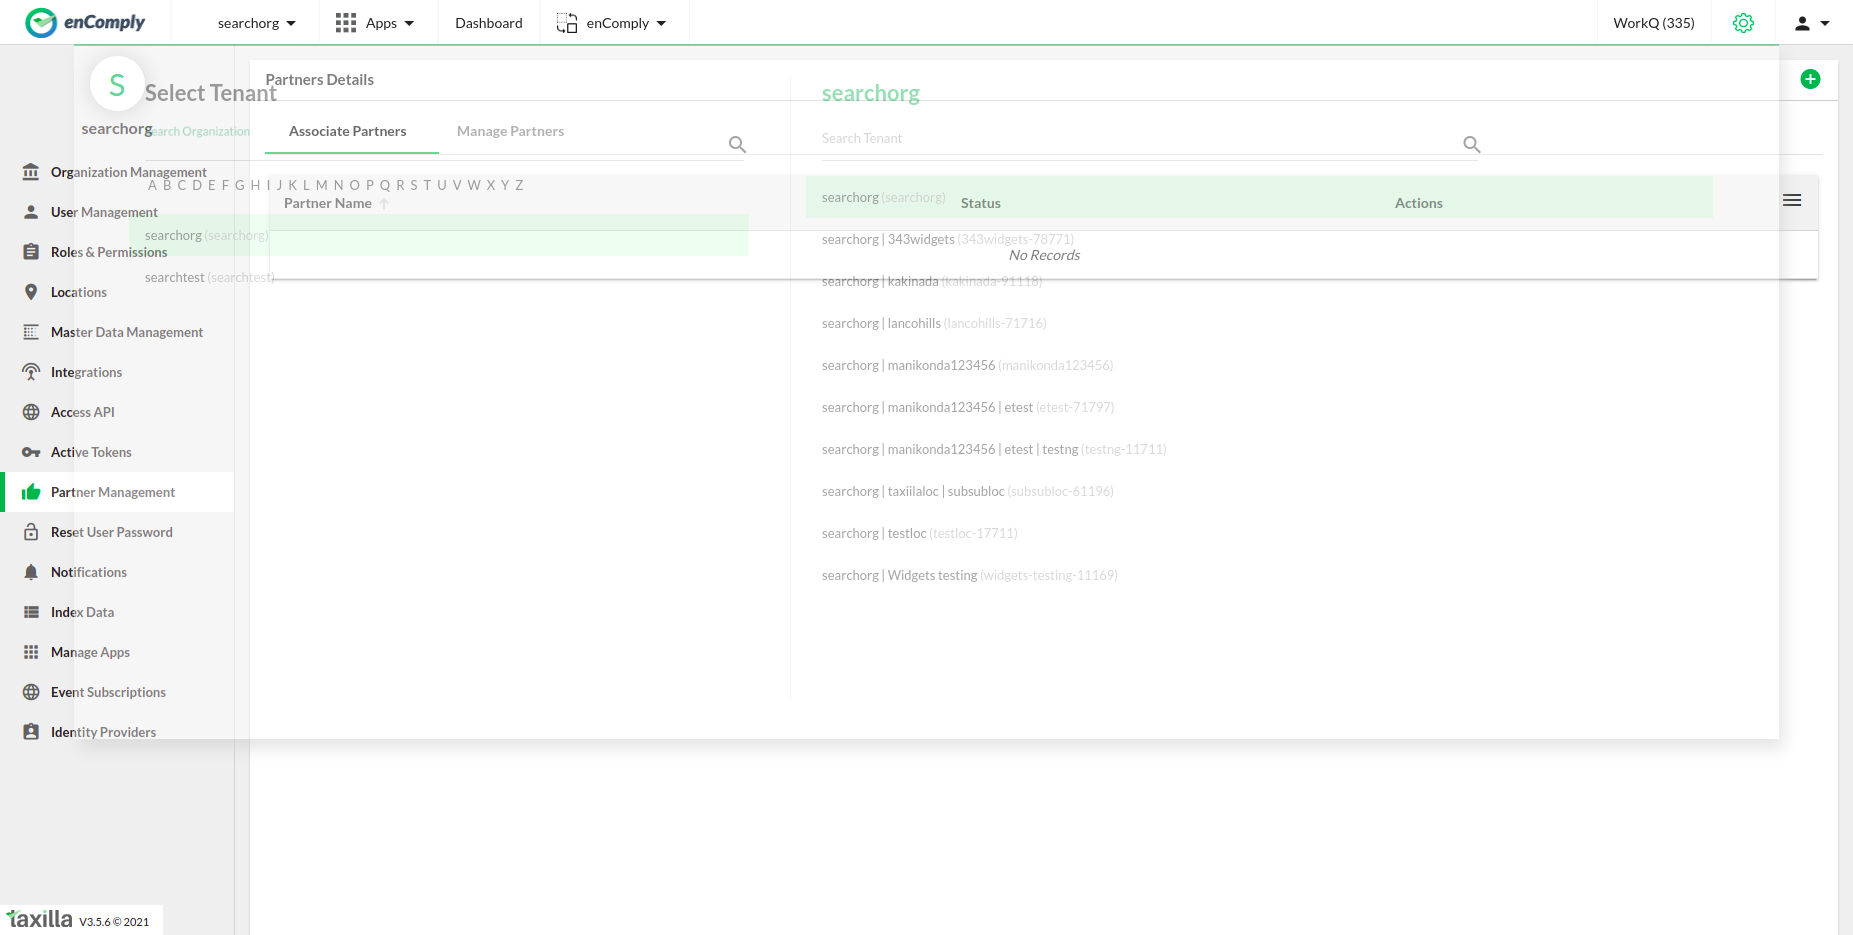 enComply
searchorg
Apps
Dashboard
enComply
WorkQ (335)
S
searchorg
Organization Management
User Management
Roles & Permissions
Locations
Master Data Management
Integrations
Access API
Active Tokens
Partner Management
Reset User Password
Notifications
Index Data
Manage Apps
Event Subscriptions
Identity Providers
taxilla V3.5.6 © 2021
Partners Details
Associate Partners
Manage Partners
Partner Name
Status
Actions
No Records
Select Tenant
Search Organization
A B C D E F G H I J K L M N O P Q R S T U V W X Y Z
searchorg (searchorg)
searchtest (searchtest)
searchorg
Search Tenant
searchorg (searchorg)
searchorg | 343widgets (343widgets-78771)
searchorg | kakinada (kakinada-91118)
searchorg | lancohills (lancohills-71716)
searchorg | manikonda123456 (manikonda123456)
searchorg | manikonda123456 | etest (etest-71797)
searchorg | manikonda123456 | etest | testng (testng-11711)
searchorg | taxiilaloc | subsubloc (subsubloc-61196)
searchorg | testloc (testloc-17711)
searchorg | Widgets testing (widgets-testing-11169)